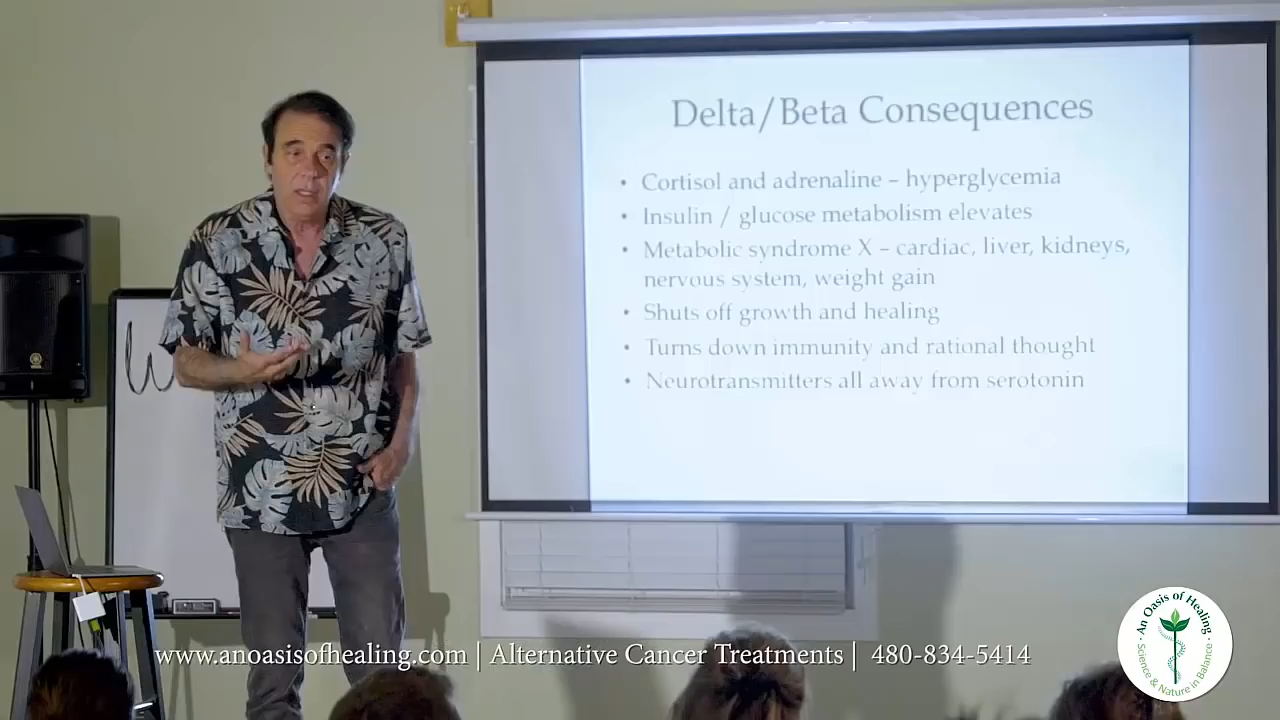 Delta/Beta Consequences
• Cortisol and adrenaline – hyperglycemia
• Insulin / glucose metabolism elevates
• Metabolic syndrome X – cardiac, liver, kidneys,
nervous system, weight gain
• Shuts off growth and healing
• Turns down immunity and rational thought
• Neurotransmitters all away from serotonin
W
www.anoasisofhealing.com | Alternative Cancer Treatments | 480-834-5414
An Oasis of Healing
Science & Nature in Balance